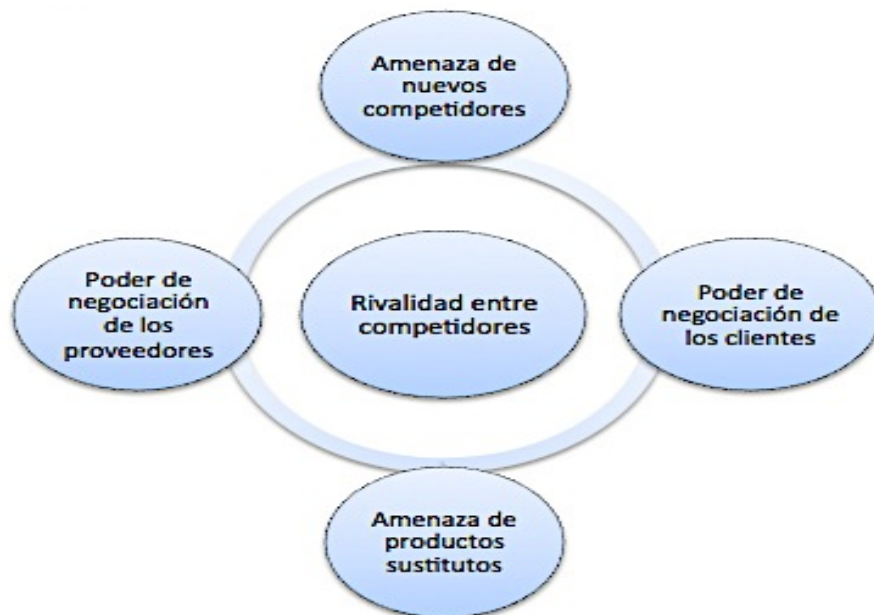 Amenaza de
nuevos
competidores
Poder de
negociación
de los
proveedores
Rivalidad entre
competidores
Poder de
negociación de
los clientes
Amenaza de
productos
sustitutos